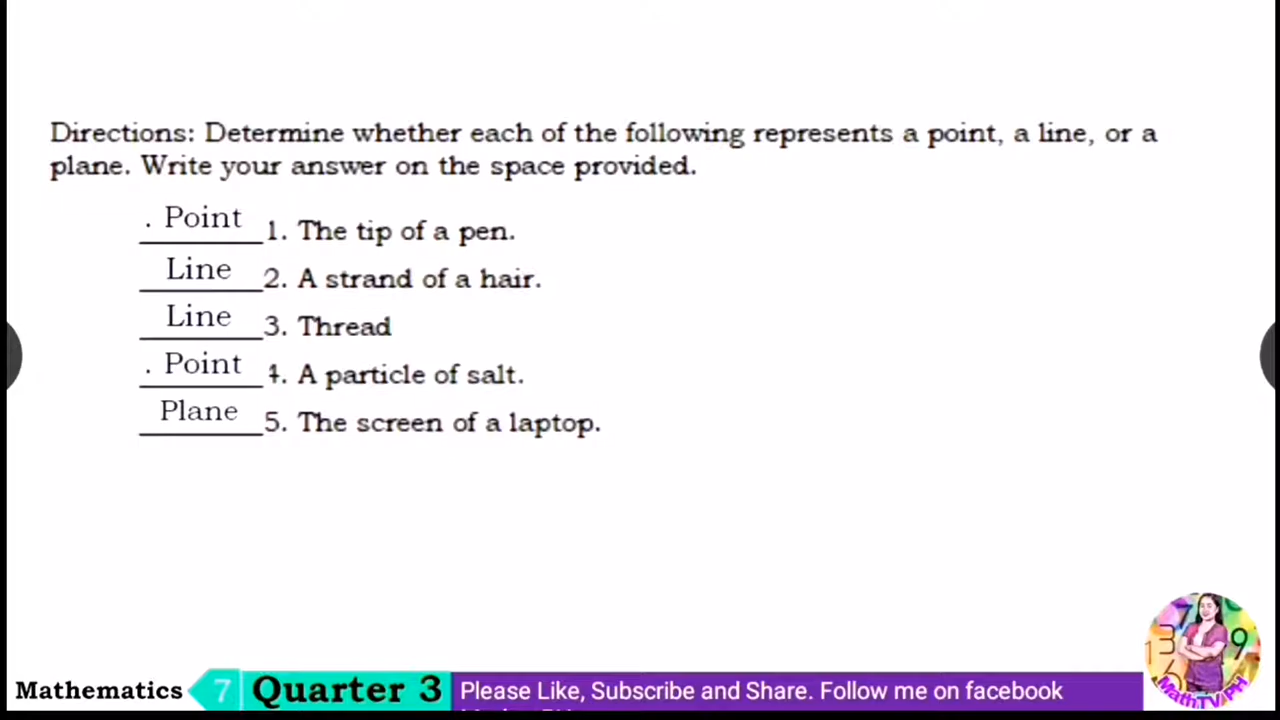 Directions: Determine whether each of the following represents a point, a line, or a
plane. Write your answer on the space provided.
. Point 1. The tip of a pen.
Line 2. A strand of a hair.
Line 3. Thread
. Point 4. A particle of salt.
Plane 5. The screen of a laptop.
Mathematics 7 Quarter 3 Please Like, Subscribe and Share. Follow me on facebook
MathTV PH